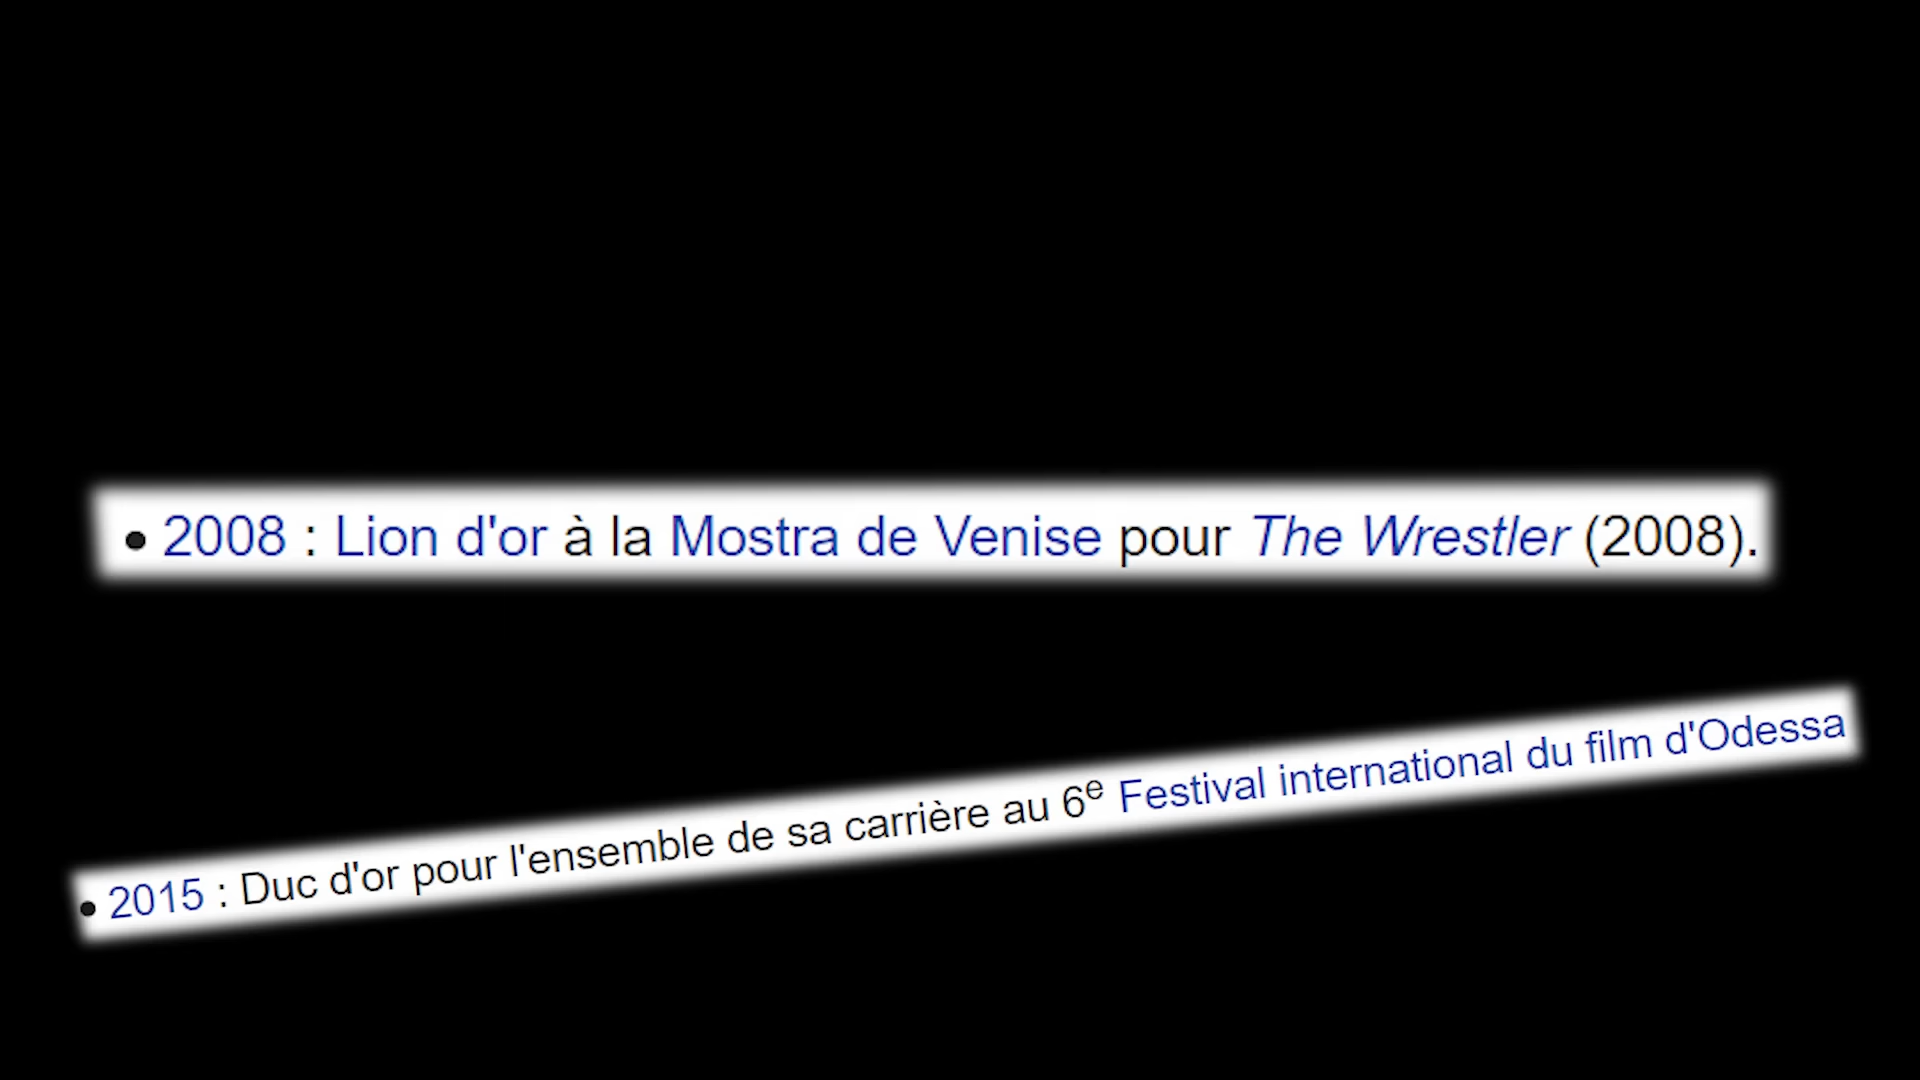 • 2008 : Lion d'or à la Mostra de Venise pour The Wrestler (2008).
• 2015 : Duc d'or pour l'ensemble de sa carrière au 6e Festival international du film d'Odessa